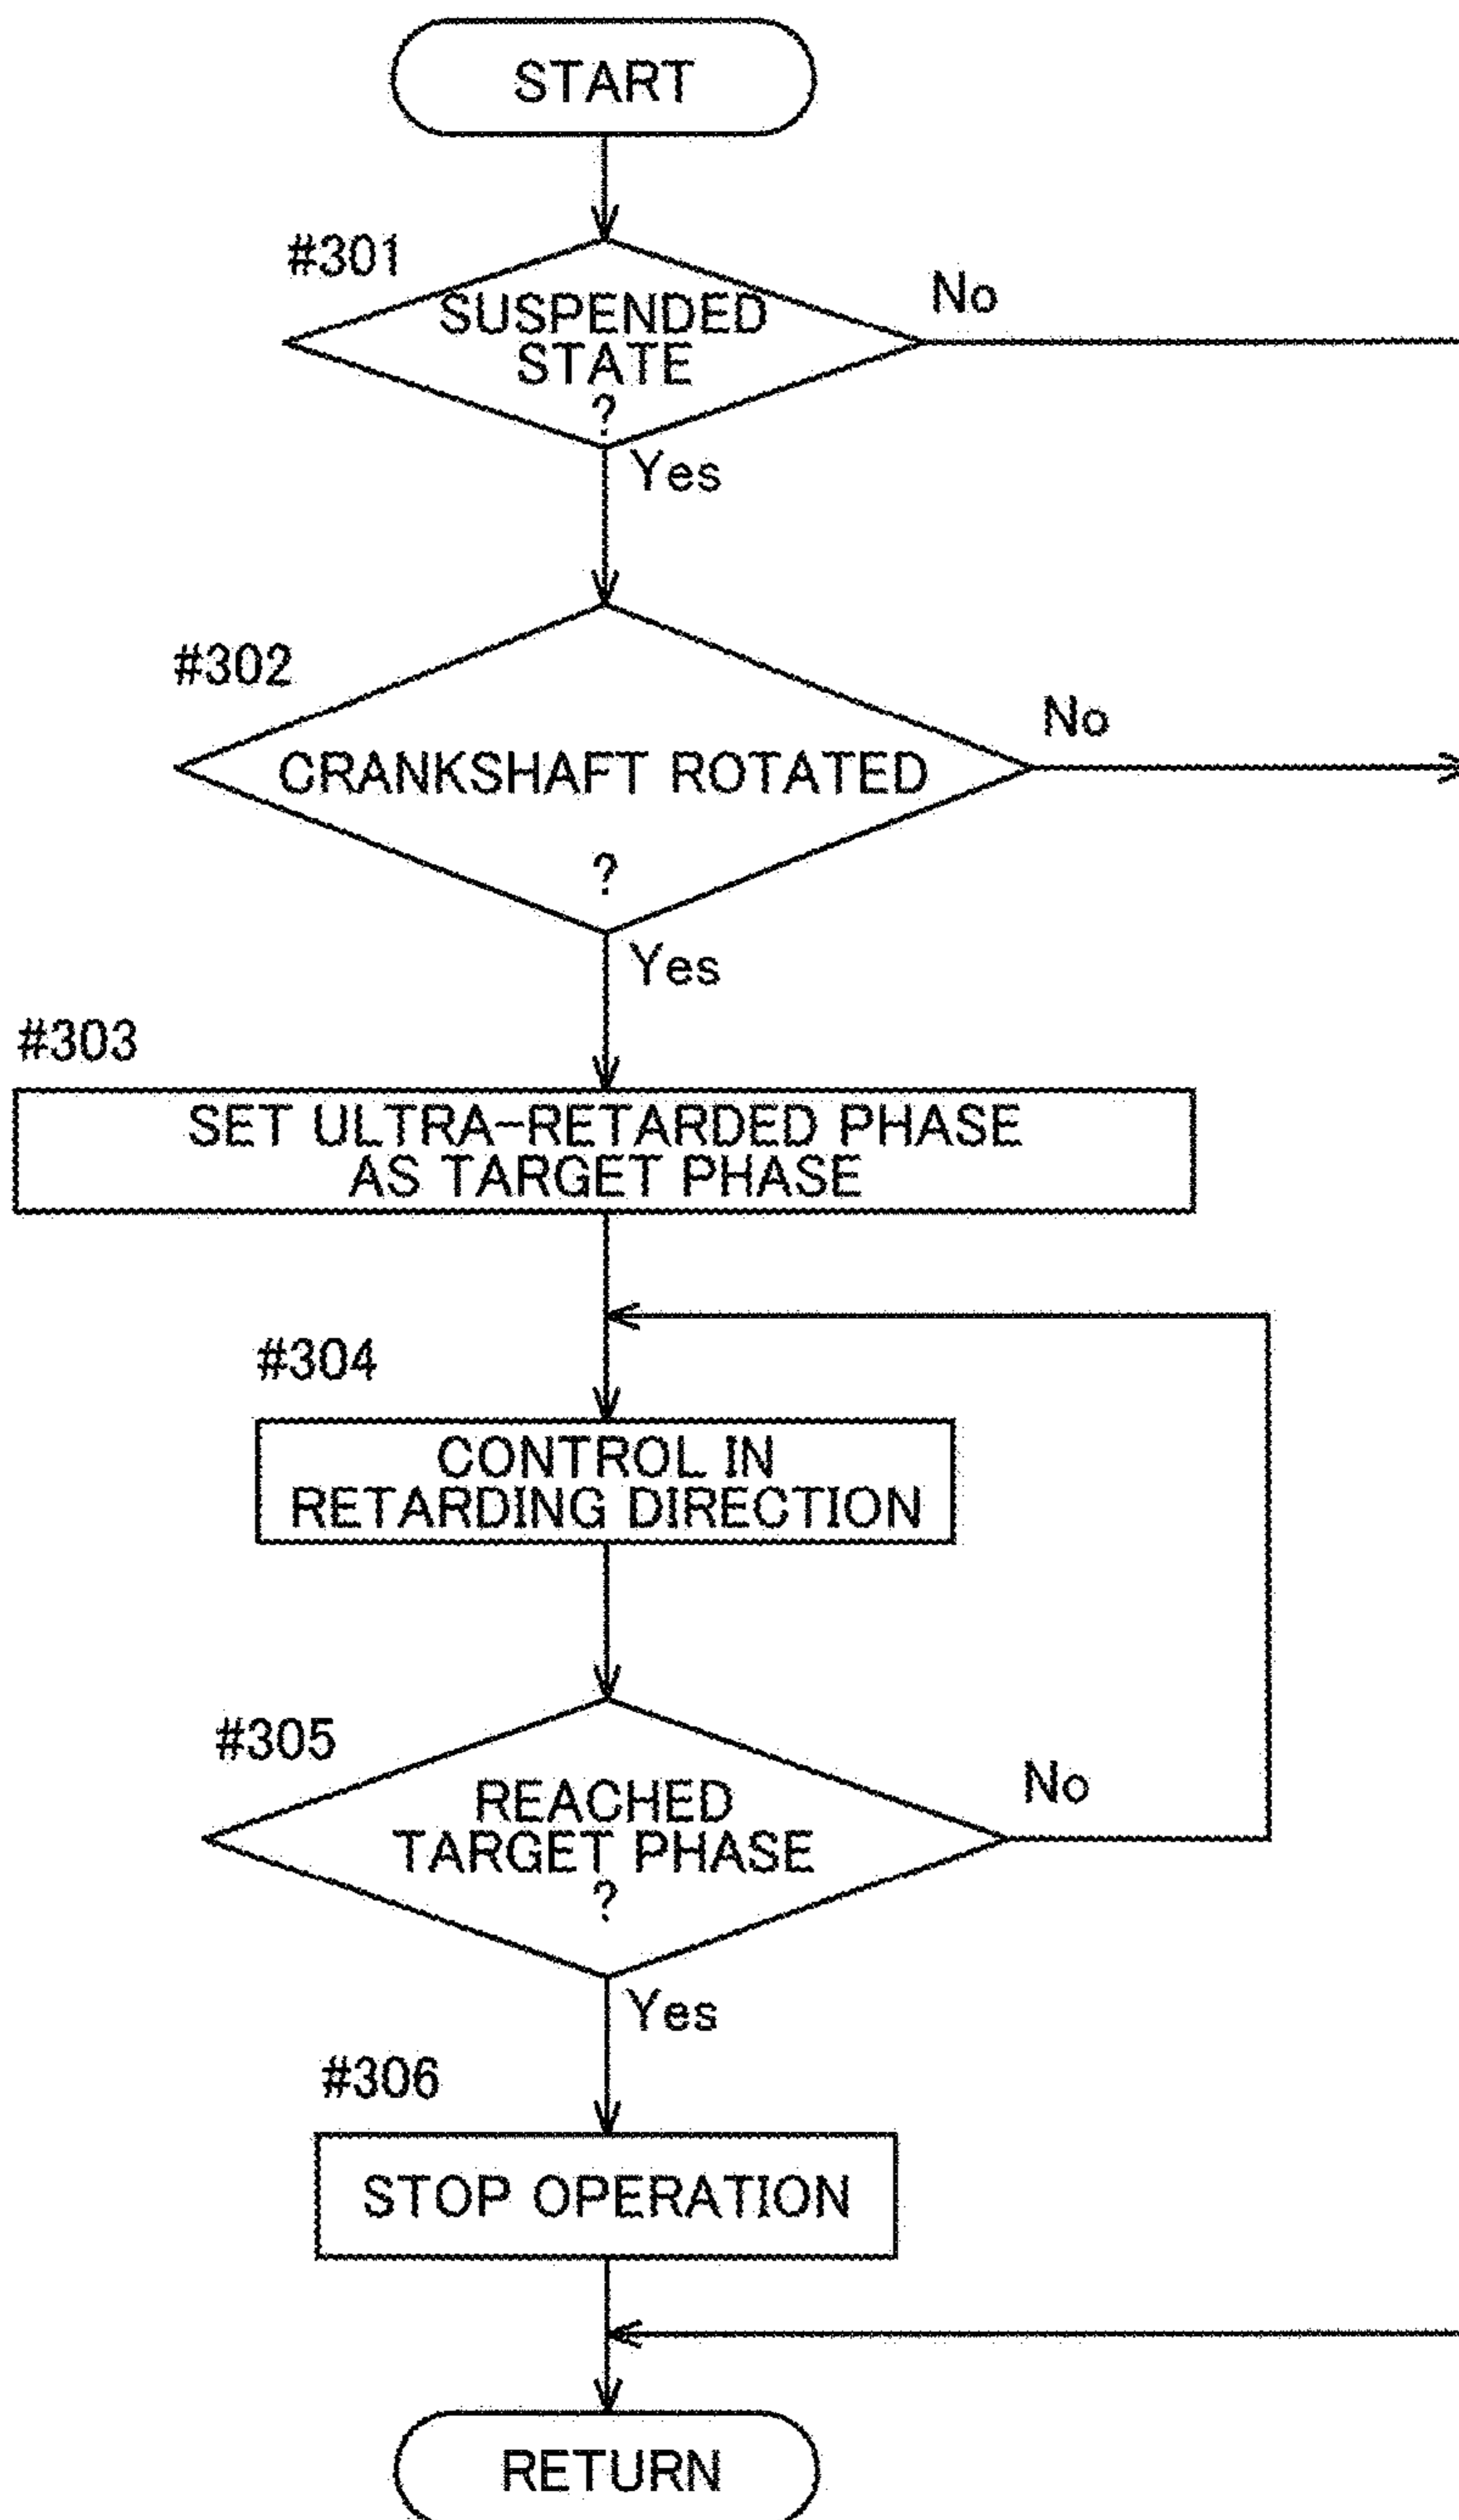 START
#301
SUSPENDED
STATE
?
No
Yes
#302
CRANKSHAFT ROTATED
?
No
Yes
#303
SET ULTRA-RETARDED PHASE
AS TARGET PHASE
#304
CONTROL IN
RETARDING DIRECTION
#305
REACHED
TARGET PHASE
?
No
Yes
#306
STOP OPERATION
RETURN